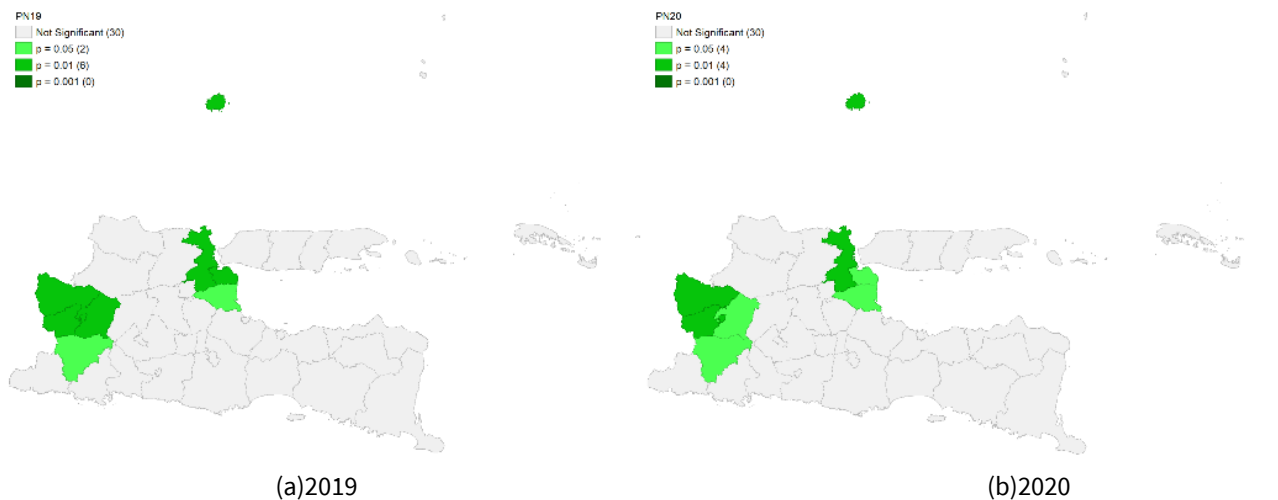 PN19
Not Significant (30)
p = 0.05 (2)
p = 0.01 (6)
p = 0.001 (0)
PN20
Not Significant (30)
p = 0.05 (4)
p = 0.01 (4)
p = 0.001 (0)
(a)2019
(b)2020